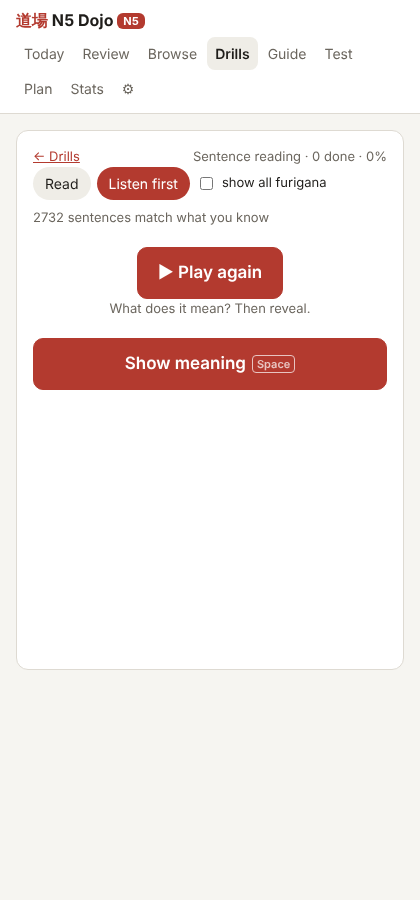 道場 N5 Dojo N5
Today Review Browse Drills Guide Test
Plan Stats ⚙
← Drills Sentence reading · 0 done · 0%
Read Listen first show all furigana
2732 sentences match what you know
▶ Play again
What does it mean? Then reveal.
Show meaning Space